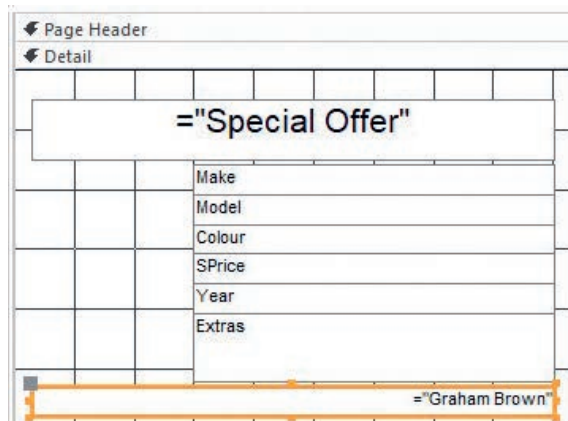 Page Header
Detail
="Special Offer"
Make
Model
Colour
SPrice
Year
Extras
="Graham Brown"